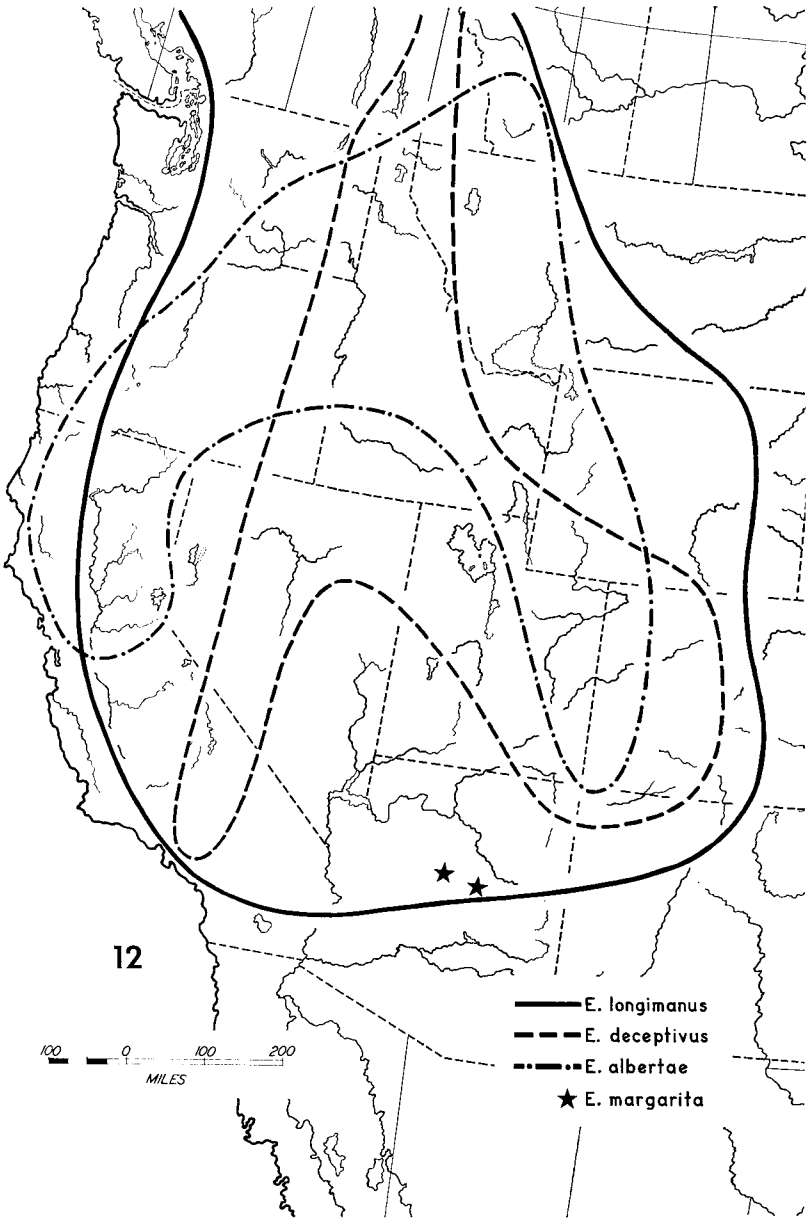 12
100 0 100 200
MILES
E. longimanus
E. deceptivus
E. albertae
E. margarita